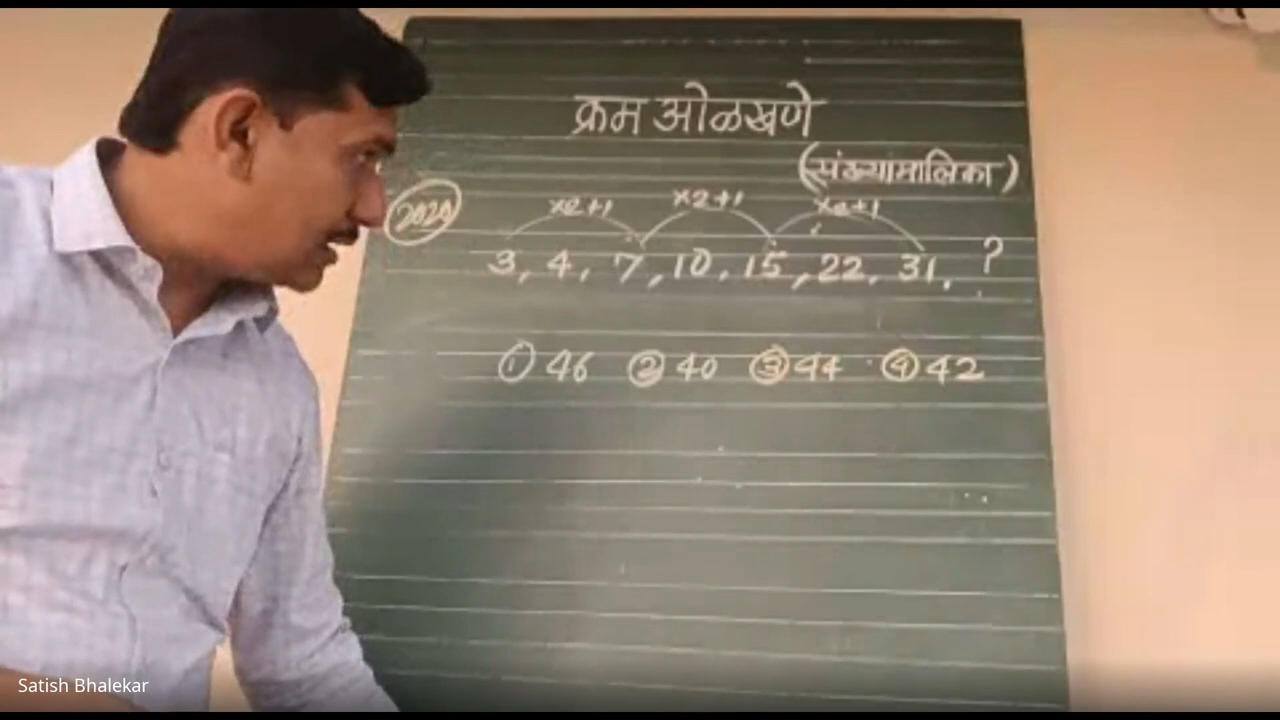 क्रम ओळखणे
(संख्यामालिका)
2020
×2+1 ×2+1 ×2+1
3, 4, 7, 10, 15, 22, 31, ?
① 46 ② 40 ③ 44 ④ 42
Satish Bhalekar